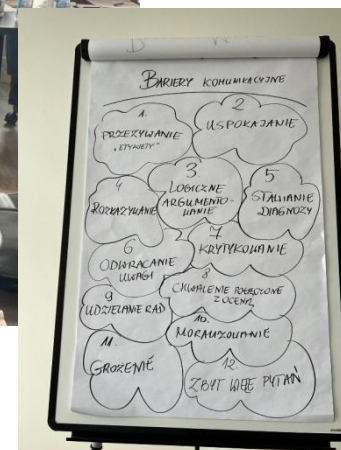 BARIERY KOMUNIKACYJNE
1.
PRZEZYWANIE
„ETYKIETY"
2
USPOKAJANIE
3.
LOGICZNE
ARGUMENTO-
WANIE
4
ROZKAZYWANIE
5
STAWIANIE
DIAGNOZY
6
ODWRACANIE
UWAGI
7
KRYTYKOWANIE
8
CHWALENIE POŁĄCZONE
Z OCENĄ
9
UDZIELANIE RAD
10.
MORALIZOWANIE
11.
GROŻENIE
12.
ZBYT WIELE PYTAŃ